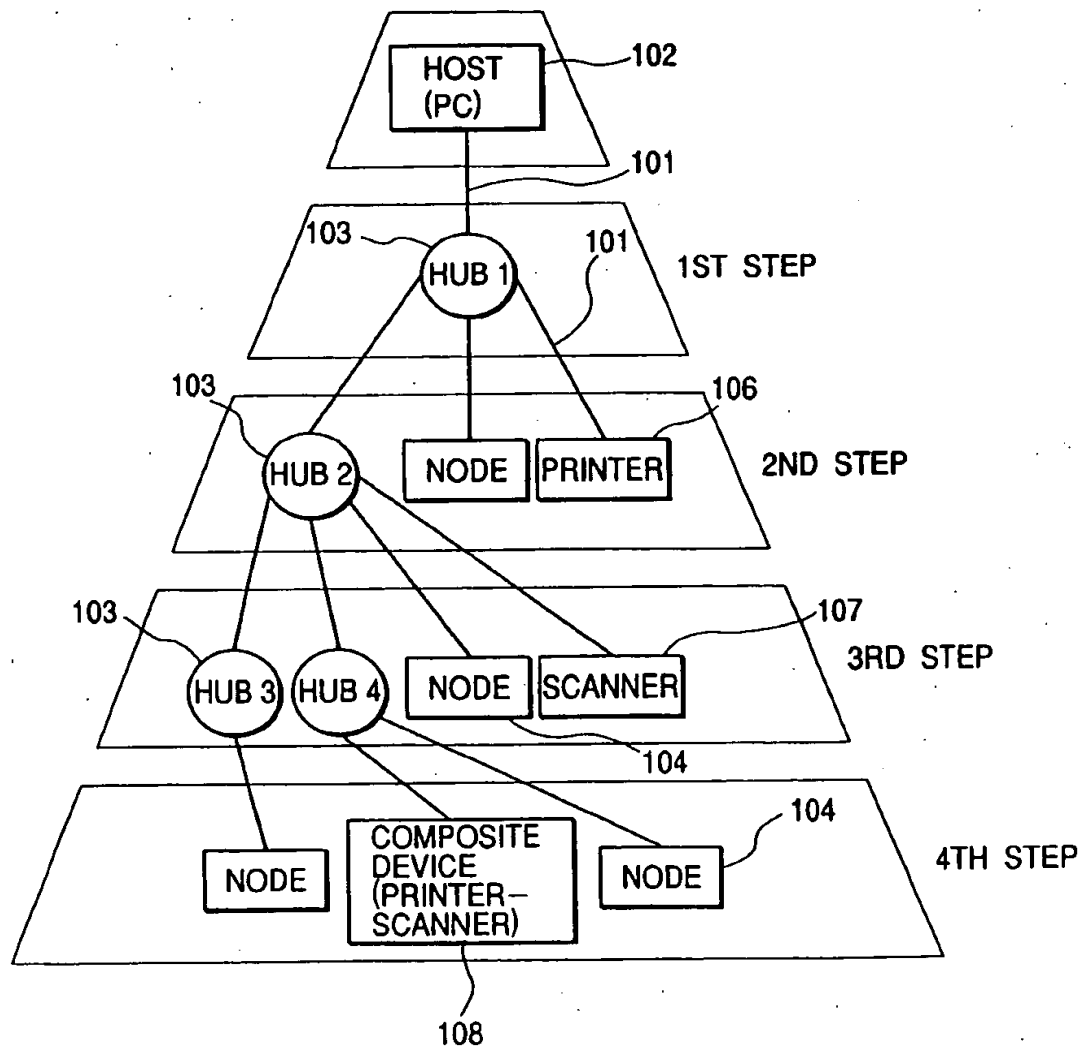 HOST
(PC)
102
101
103
HUB 1
101
1ST STEP
103
106
HUB 2
NODE
PRINTER
2ND STEP
103
107
HUB 3
HUB 4
NODE
SCANNER
3RD STEP
104
104
NODE
COMPOSITE
DEVICE
(PRINTER–
SCANNER)
NODE
4TH STEP
108